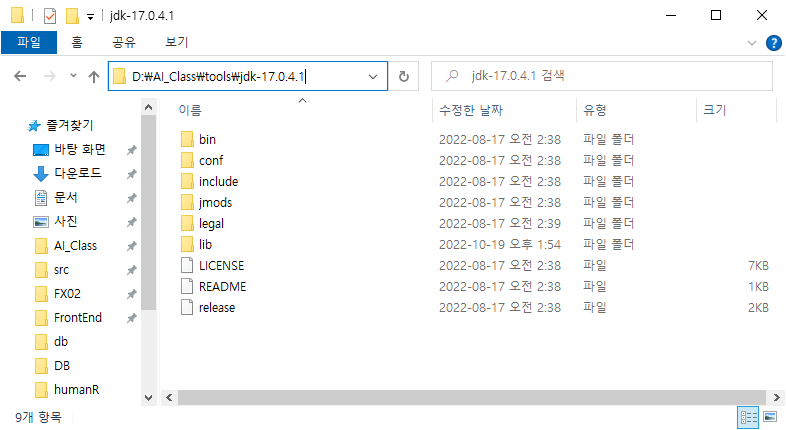 jdk-17.0.4.1
파일 홈 공유 보기
D:₩AI_Class₩tools₩jdk-17.0.4.1
jdk-17.0.4.1 검색
이름 수정한 날짜 유형 크기
즐겨찾기
바탕 화면
다운로드
문서
사진
AI_Class
src
FX02
FrontEnd
db
DB
humanR
bin 2022-08-17 오전 2:38 파일 폴더
conf 2022-08-17 오전 2:38 파일 폴더
include 2022-08-17 오전 2:38 파일 폴더
jmods 2022-08-17 오전 2:38 파일 폴더
legal 2022-08-17 오전 2:39 파일 폴더
lib 2022-10-19 오후 1:54 파일 폴더
LICENSE 2022-08-17 오전 2:38 파일 7KB
README 2022-08-17 오전 2:38 파일 1KB
release 2022-08-17 오전 2:38 파일 2KB
9개 항목